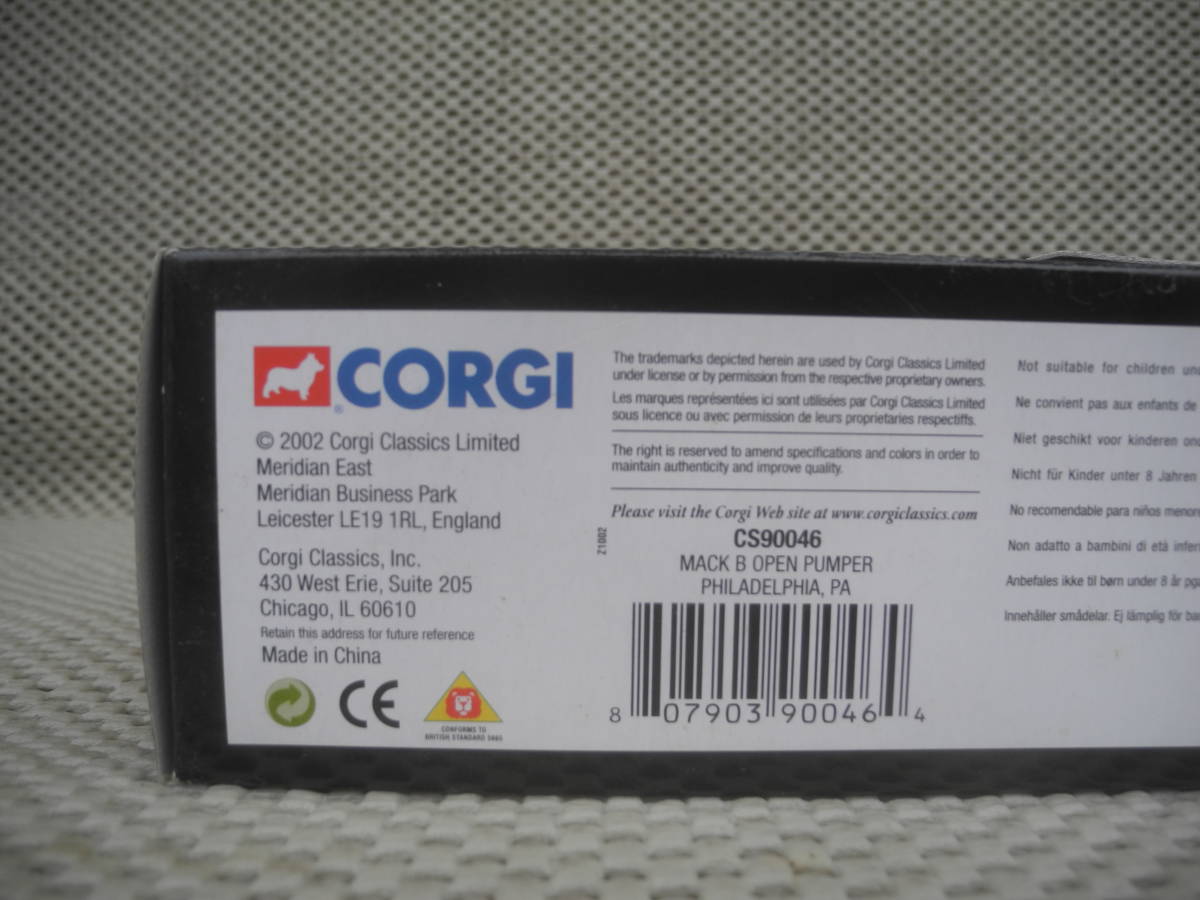 CORGI
© 2002 Corgi Classics Limited
Meridian East
Meridian Business Park
Leicester LE19 1RL, England
Corgi Classics, Inc.
430 West Erie, Suite 205
Chicago, IL 60610
Retain this address for future reference
Made in China
CE
CONFORMS TO
BRITISH STANDARD 5665
The trademarks depicted herein are used by Corgi Classics Limited
under license or by permission from the respective proprietary owners.
Les marques représentées ici sont utilisées par Corgi Classics Limited
sous licence ou avec permission de leurs proprietaries respectiffs.
The right is reserved to amend specifications and colors in order to
maintain authenticity and improve quality.
Please visit the Corgi Web site at www.corgiclassics.com
Z1002
CS90046
MACK B OPEN PUMPER
PHILADELPHIA, PA
8 07903 90046 4
Not suitable for children
Ne convient pas aux enfants de
Niet geschikt voor kinderen
Nicht für Kinder unter 8 Jahren
No recomendable para niños
Non adatto a bambini di età
Anbefales ikke til børn under 8 år
Innehåller smådelar. Ej lämplig för